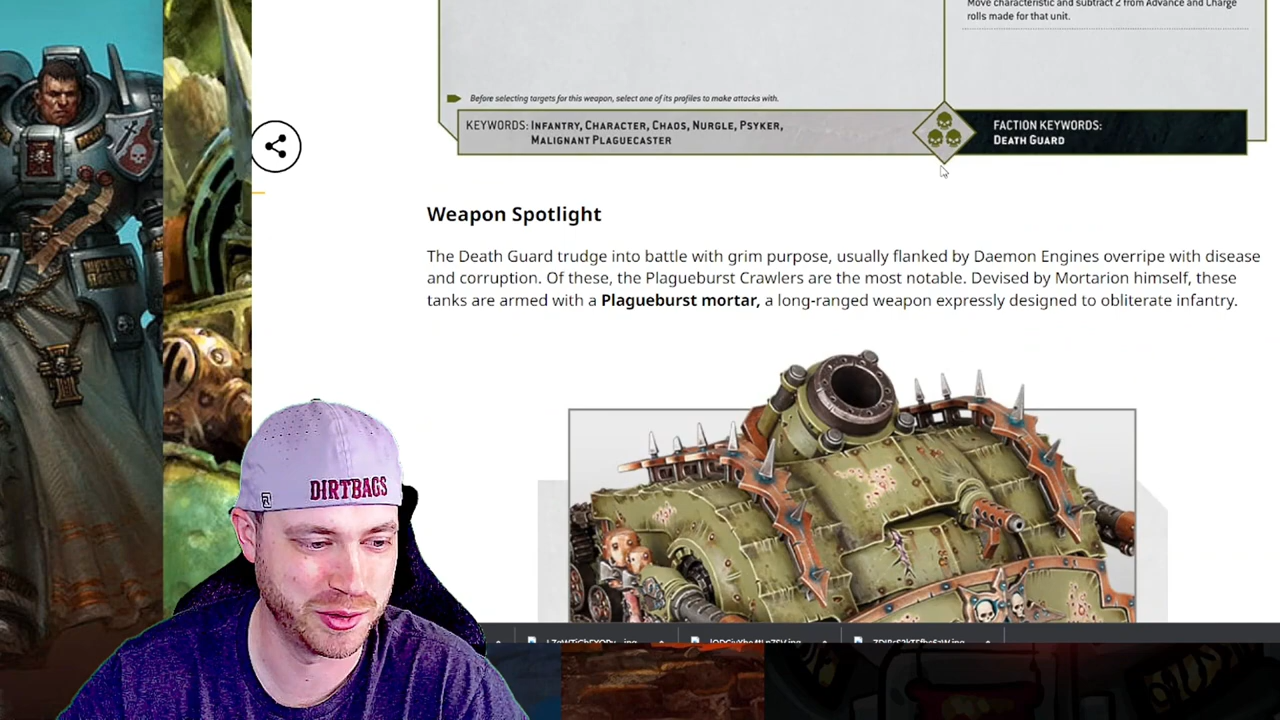 Move characteristic and subtract 2 from Advance and Charge
rolls made for that unit.
Before selecting targets for this weapon, select one of its profiles to make attacks with.
KEYWORDS: INFANTRY, CHARACTER, CHAOS, NURGLE, PSYKER,
MALIGNANT PLAGUECASTER
FACTION KEYWORDS:
DEATH GUARD
Weapon Spotlight
The Death Guard trudge into battle with grim purpose, usually flanked by Daemon Engines overripe with disease
and corruption. Of these, the Plagueburst Crawlers are the most notable. Devised by Mortarion himself, these
tanks are armed with a Plagueburst mortar, a long-ranged weapon expressly designed to obliterate infantry.
DIRTBAGS